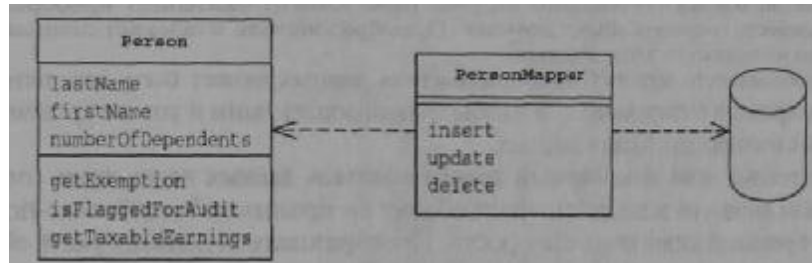 Person
lastName
firstName
numberOfDependents
getExemption
isFlaggedForAudit
getTaxableEarnings
PersonMapper
insert
update
delete